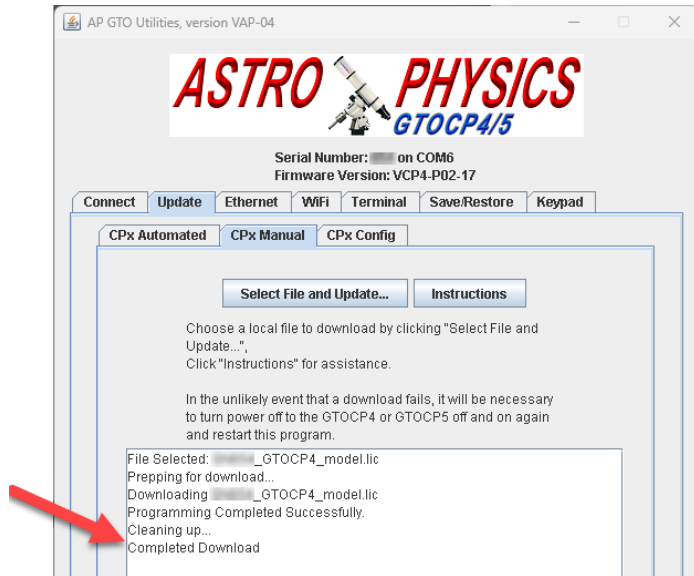 AP GTO Utilities, version VAP-04
ASTRO PHYSICS
GTOCP4/5
Serial Number: on COM6
Firmware Version: VCP4-P02-17
Connect Update Ethernet WiFi Terminal Save/Restore Keypad
CPx Automated CPx Manual CPx Config
Select File and Update... Instructions
Choose a local file to download by clicking "Select File and
Update...",
Click "Instructions" for assistance.
In the unlikely event that a download fails, it will be necessary
to turn power off to the GTOCP4 or GTOCP5 off and on again
and restart this program.
File Selected: _GTOCP4_model.lic
Prepping for download...
Downloading _GTOCP4_model.lic
Programming Completed Successfully.
Cleaning up...
Completed Download